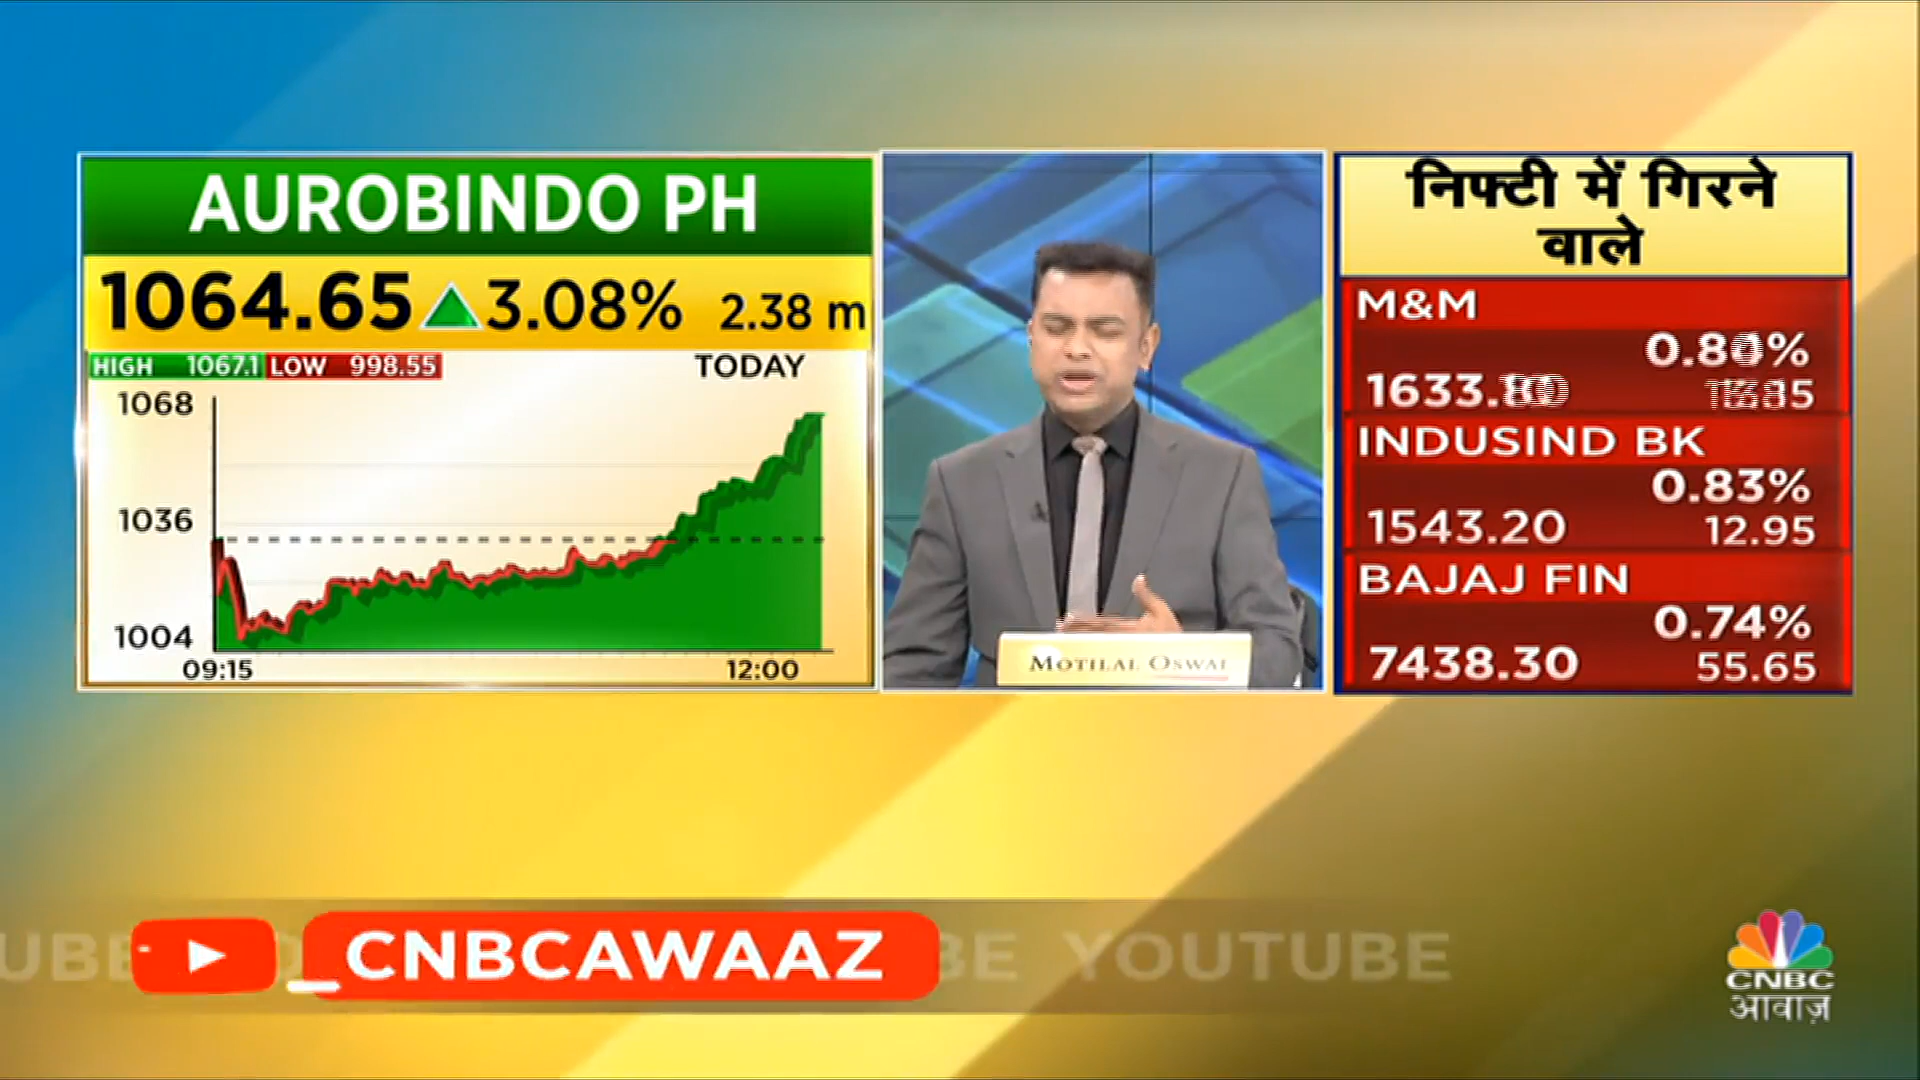 AUROBINDO PH
1064.65 3.08% 2.38 m
HIGH 1067.1 LOW 998.55
TODAY
1068
1036
1004
09:15
12:00
MOTILAL OSWAL
निफ्टी में गिरने
वाले
M&M
INDUSIND BK
0.83%
1543.20
12.95
BAJAJ FIN
0.74%
7438.30
55.65
CNBCAWAAZ
YOUTUBE
CNBC
आवाज़